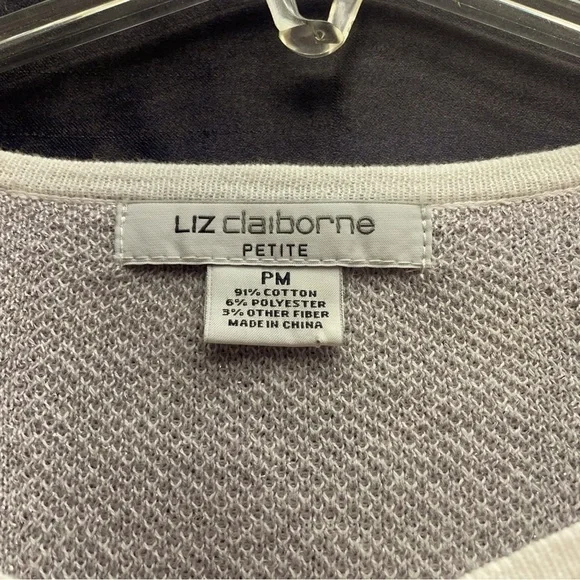 LIZ claiborne
PETITE
PM
91% COTTON
6% POLYESTER
3% OTHER FIBER
MADE IN CHINA